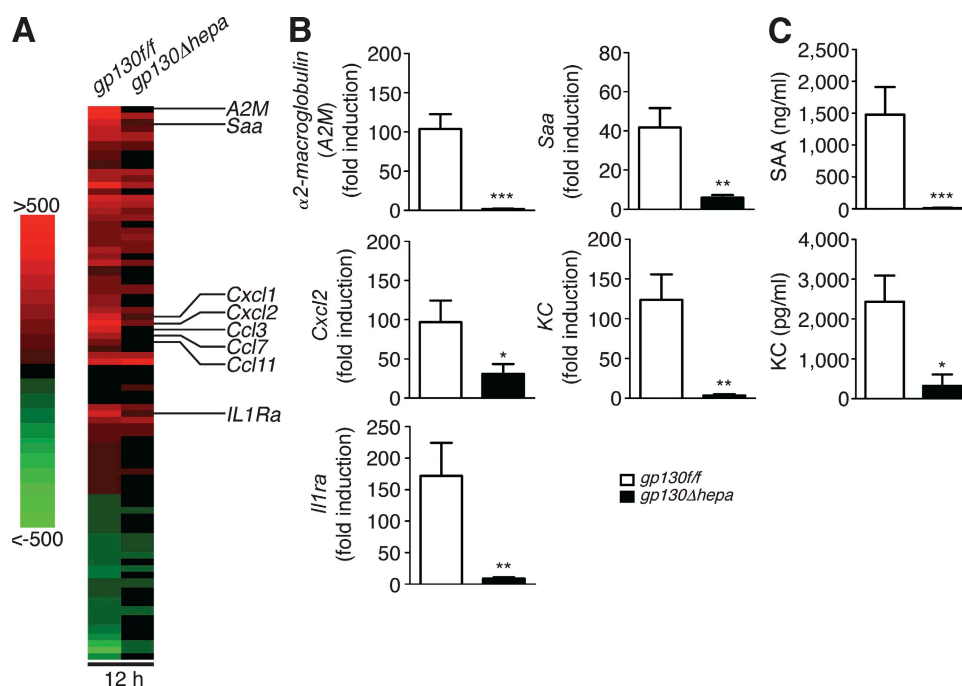 A
gp130f/f
gp130Δhepa
A2M
Saa
>500
Cxcl1
Cxcl2
Ccl3
Ccl7
Ccl11
IL1Ra
<-500
12 h
B
α2-macroglobulin
(A2M)
(fold induction)
200
150
100
50
0
***
Saa
(fold induction)
80
60
40
20
0
**
Cxcl2
(fold induction)
200
150
100
50
0
*
KC
(fold induction)
200
150
100
50
0
**
Il1ra
(fold induction)
250
200
150
100
50
0
**
gp130f/f
gp130Δhepa
C
SAA (ng/ml)
2,500
2,000
1,500
1,000
500
0
***
KC (pg/ml)
4,000
3,000
2,000
1,000
0
*